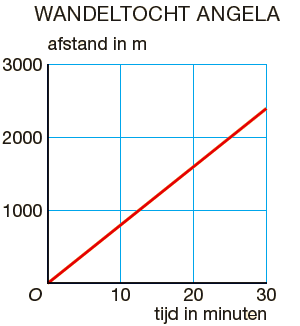 WANDELTOCHT ANGELA
afstand in m
3000
2000
1000
O 10 20 30
tijd in minuten